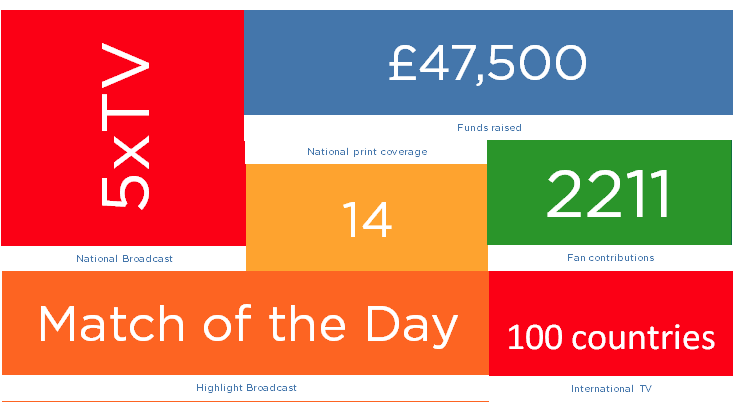 5xTV
£47,500
Funds raised
National print coverage
14
2211
National Broadcast
Fan contributions
Match of the Day
100 countries
Highlight Broadcast
International TV